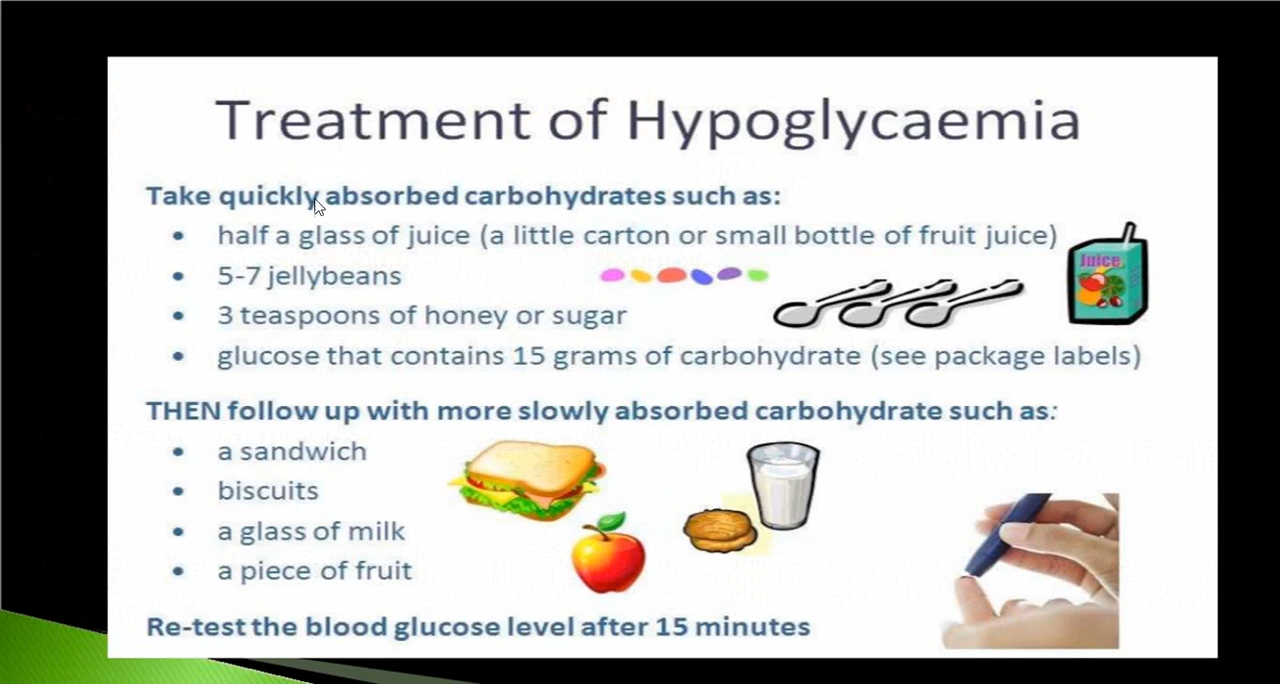 Treatment of Hypoglycaemia
Take quickly absorbed carbohydrates such as:
• half a glass of juice (a little carton or small bottle of fruit juice)
• 5-7 jellybeans
• 3 teaspoons of honey or sugar
• glucose that contains 15 grams of carbohydrate (see package labels)
Juice
THEN follow up with more slowly absorbed carbohydrate such as:
• a sandwich
• biscuits
• a glass of milk
• a piece of fruit
Re-test the blood glucose level after 15 minutes